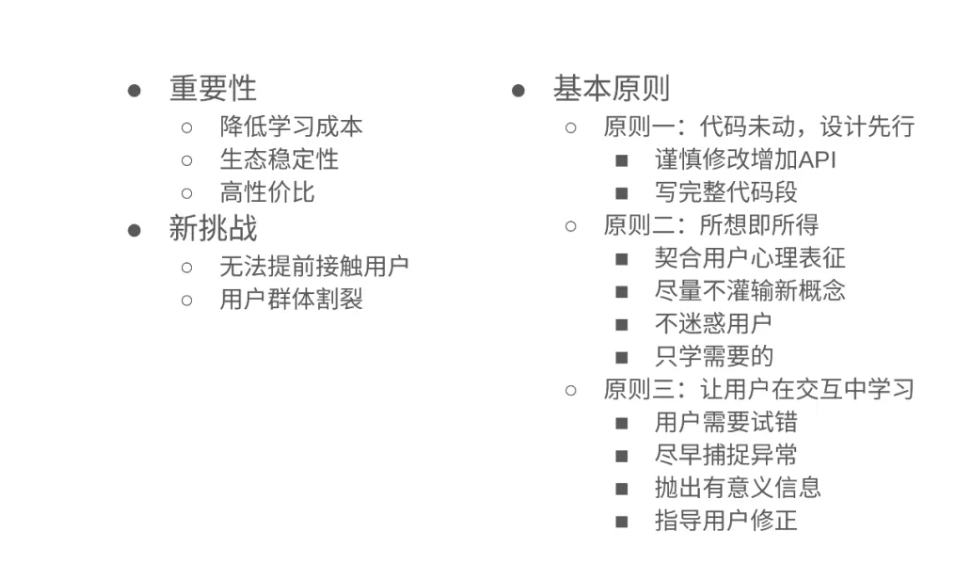 ● 重要性
○ 降低学习成本
○ 生态稳定性
○ 高性价比
● 新挑战
○ 无法提前接触用户
○ 用户群体割裂
● 基本原则
○ 原则一：代码未动，设计先行
■ 谨慎修改增加API
■ 写完整代码段
○ 原则二：所想即所得
■ 契合用户心理表征
■ 尽量不灌输新概念
■ 不迷惑用户
■ 只学需要的
○ 原则三：让用户在交互中学习
■ 用户需要试错
■ 尽早捕捉异常
■ 抛出有意义信息
■ 指导用户修正